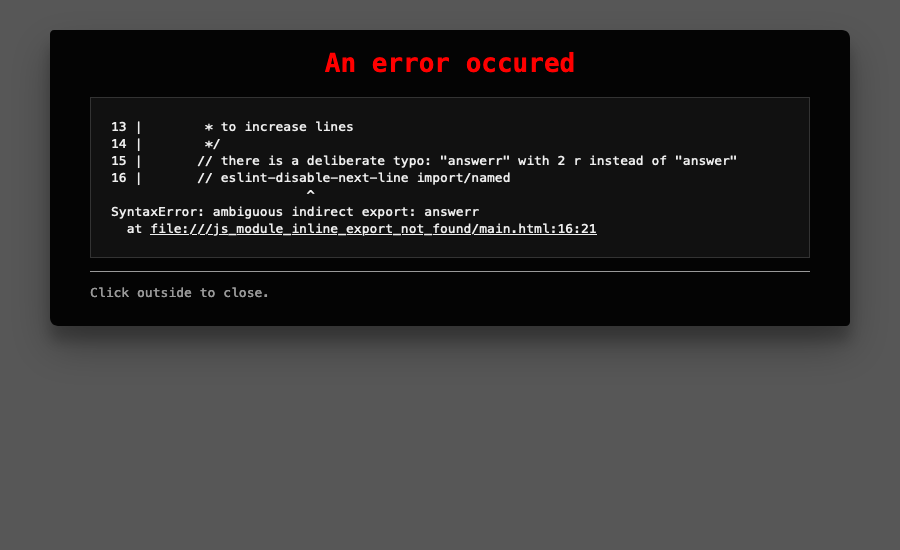 An error occured
13 |        * to increase lines
14 |        */
15 |       // there is a deliberate typo: "answerr" with 2 r instead of "answer"
16 |       // eslint-disable-next-line import/named
                         ^
SyntaxError: ambiguous indirect export: answerr
  at file:///js_module_inline_export_not_found/main.html:16:21
Click outside to close.